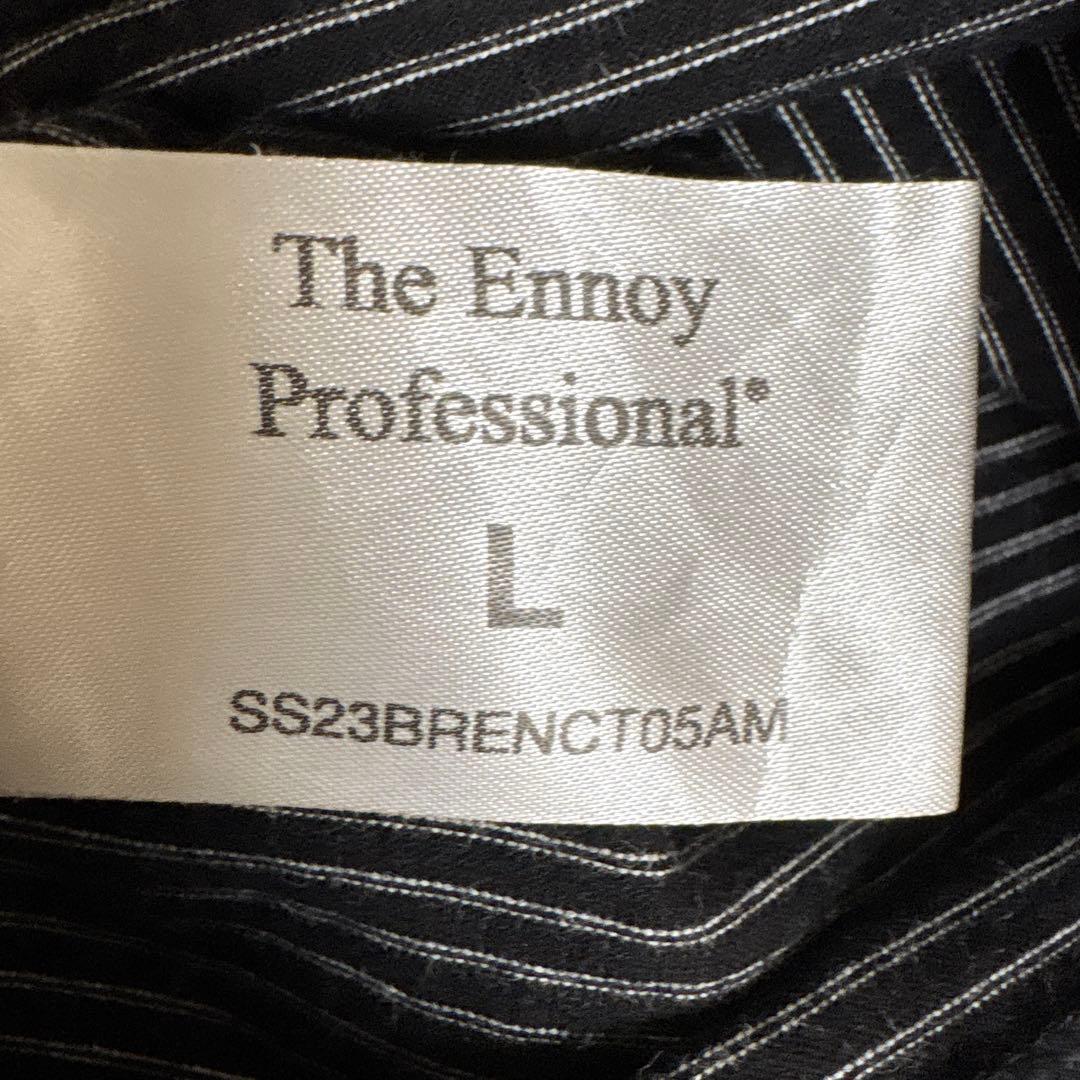 The Ennoy
Professional®
L
SS23BRENCT05AM